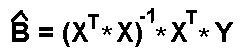 B̂ = (Xᵀ * X)⁻¹ * Xᵀ * Y